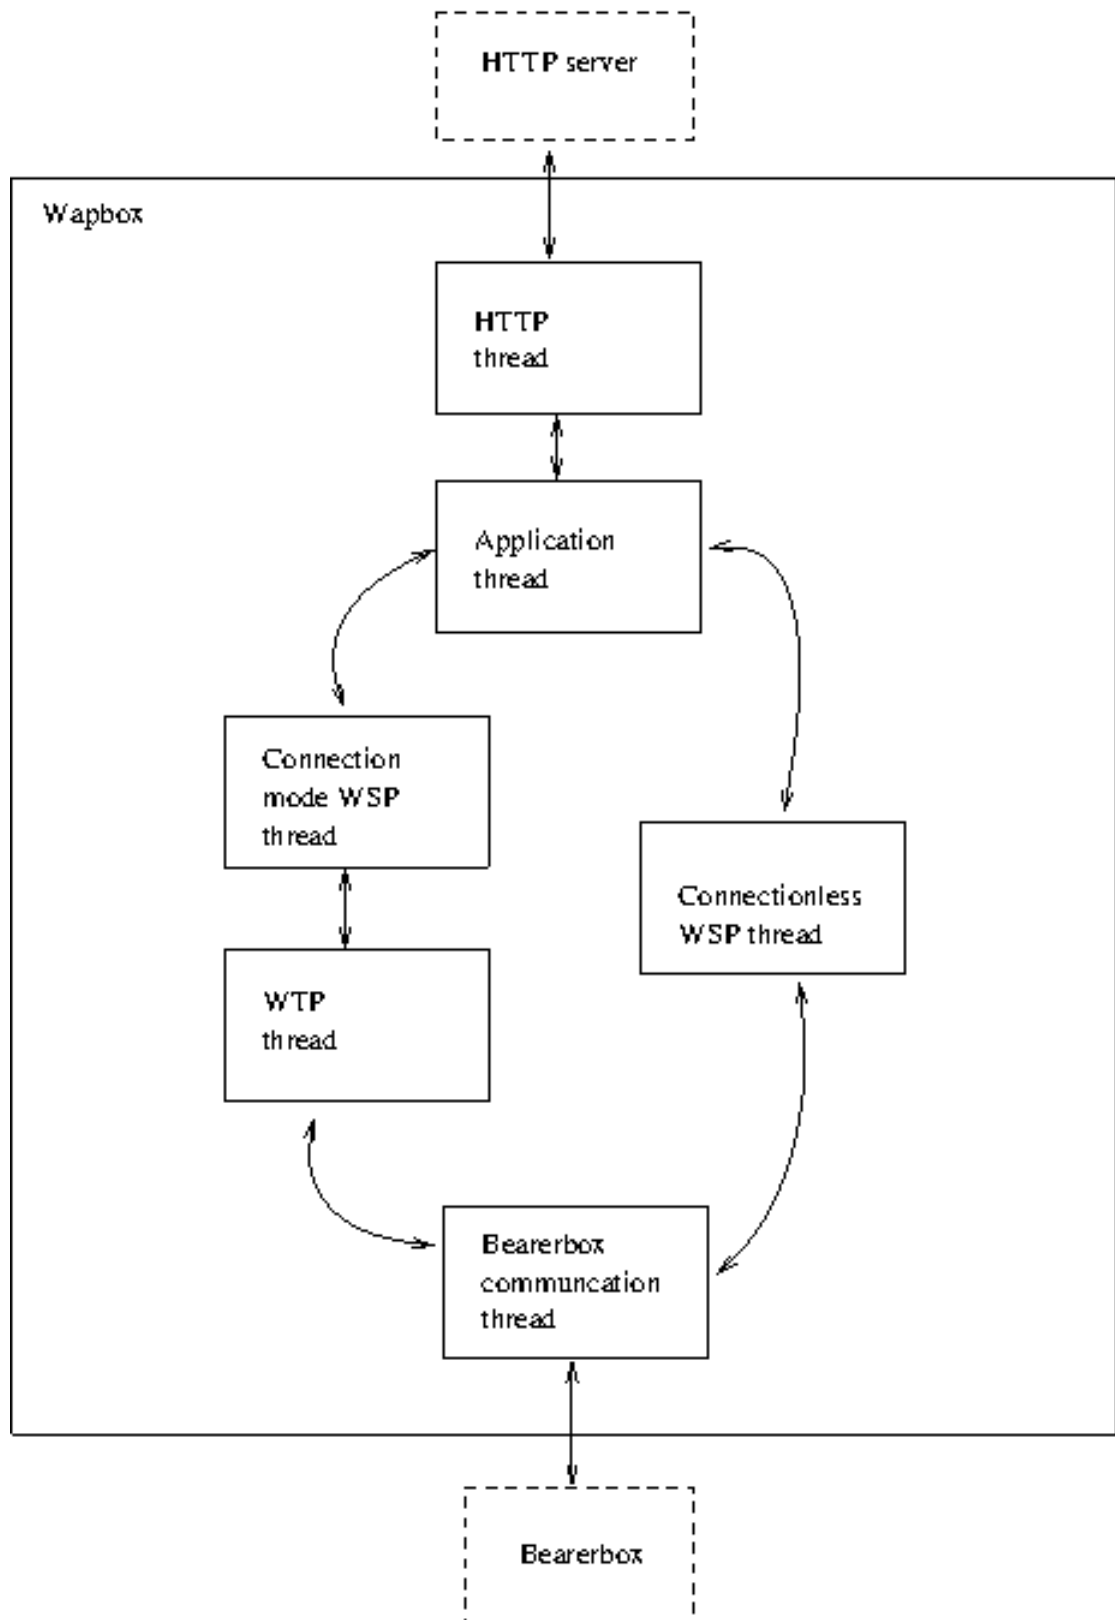 HTTP server
Wapbox
HTTP
thread
Application
thread
Connection
mode WSP
thread
Connectionless
WSP thread
WTP
thread
Bearerbox
communcation
thread
Bearerbox